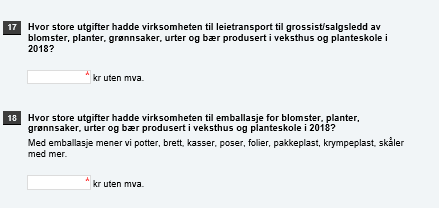 17 Hvor store utgifter hadde virksomheten til leietransport til grossist/salgsledd av
blomster, planter, grønnsaker, urter og bær produsert i veksthus og planteskole i
2018?
kr uten mva.
18 Hvor store utgifter hadde virksomheten til emballasje for blomster, planter,
grønnsaker, urter og bær produsert i veksthus og planteskole i 2018?
Med emballasje mener vi potter, brett, kasser, poser, folier, pakkeplast, krympeplast, skåler
med mer.
kr uten mva.